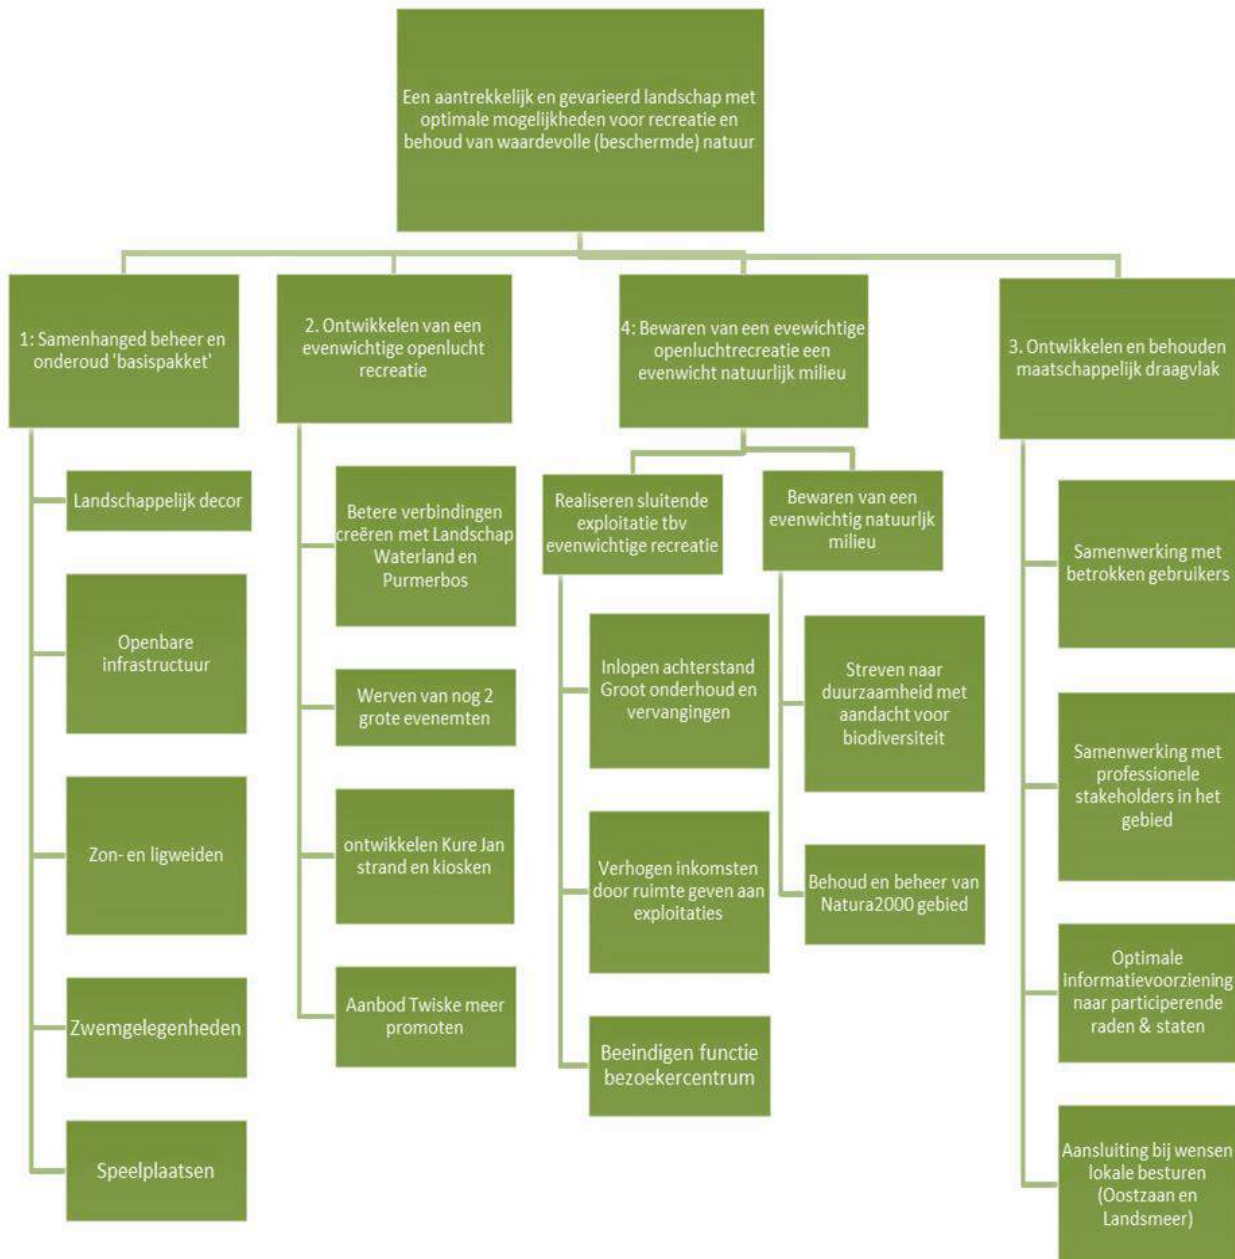 Een aantrekkelijk en gevarieerd landschap met
optimale mogelijkheden voor recreatie en
behoud van waardevolle (beschermde) natuur
1: Samenhanged beheer en
onderoud 'basispakket'
Landschappelijk decor
Openbare
infrastructuur
Zon- en ligweiden
Zwemgelegenheden
Speelplaatsen
2. Ontwikkelen van een
evenwichtige openlucht
recreatie
Betere verbindingen
creëren met Landschap
Waterland en
Purmerbos
Werven van nog 2
grote evenemten
ontwikkelen Kure Jan
strand en kiosken
Aanbod Twiske meer
promoten
4: Bewaren van een evewichtige
openluchtrecreatie een
evenwicht natuurlijk milieu
Realiseren sluitende
exploitatie tbv
evenwichtige recreatie
Inlopen achterstand
Groot onderhoud en
vervangingen
Verhogen inkomsten
door ruimte geven aan
exploitaties
Beeindigen functie
bezoekercentrum
Bewaren van een
evenwichtig natuurljk
milieu
Streven naar
duurzaamheid met
aandacht voor
biodiversiteit
Behoud en beheer van
Natura2000 gebied
3. Ontwikkelen en behouden
maatschappelijk draagvlak
Samenwerking met
betrokken gebruikers
Samenwerking met
professionele
stakeholders in het
gebied
Optimale
informatievoorziening
naar participerende
raden & staten
Aansluiting bij wensen
lokale besturen
(Oostzaan en
Landsmeer)